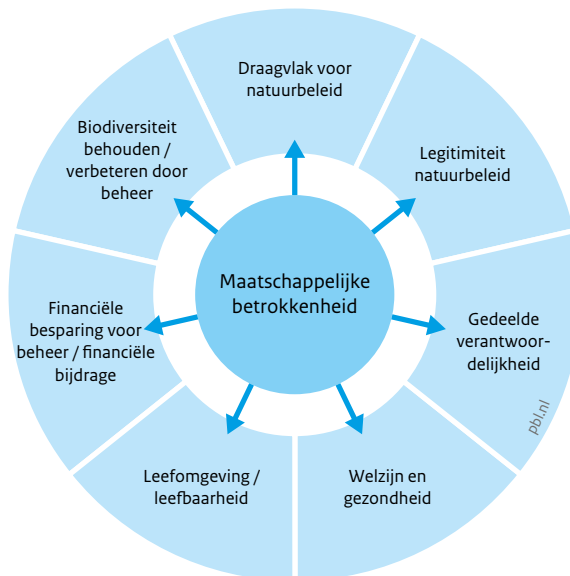 Draagvlak voor
natuurbeleid
Legitimiteit
natuurbeleid
Gedeelde
verantwoor-
delijkheid
Welzijn en
gezondheid
Leefomgeving /
leefbaarheid
Financiële
besparing voor
beheer / financiële
bijdrage
Biodiversiteit
behouden /
verbeteren door
beheer
Maatschappelijke
betrokkenheid
pbl.nl